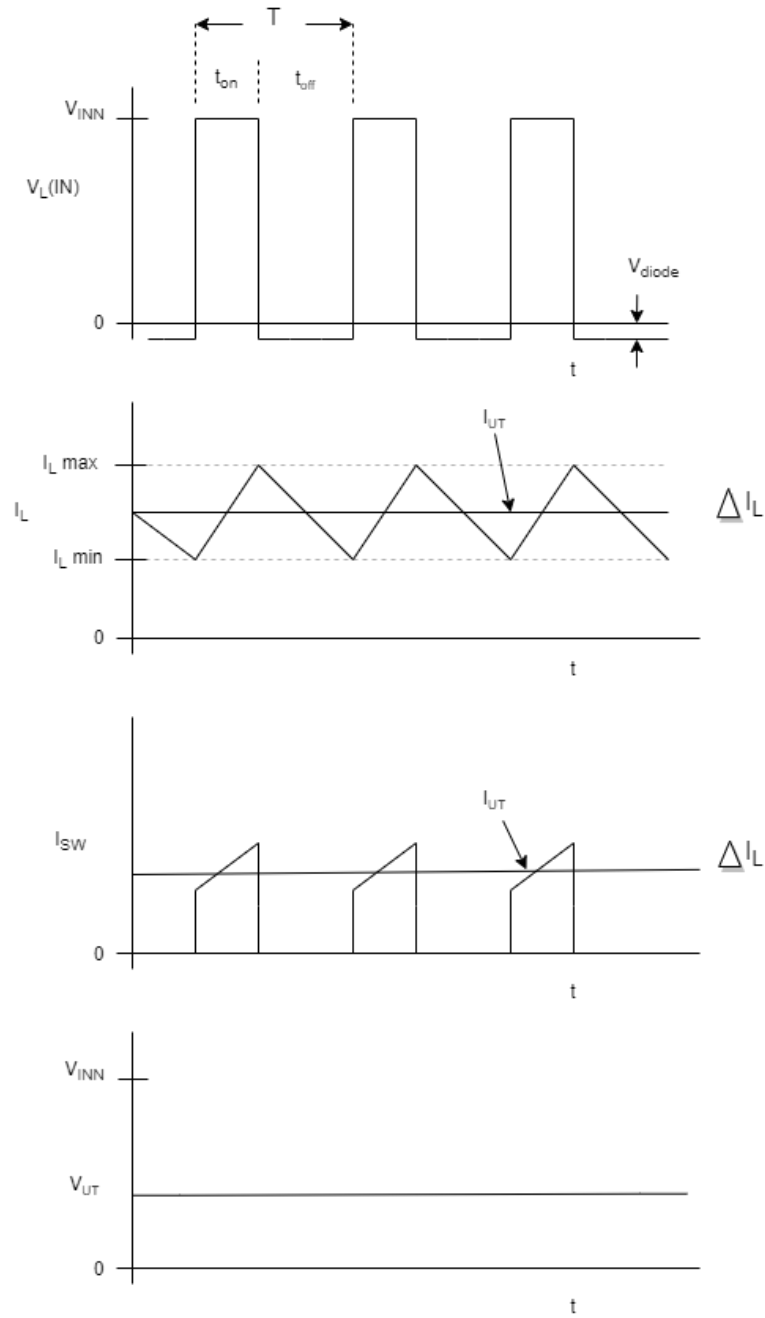 T
ton toff
VINN
VL(IN)
Vdiode
0
t
IUT
IL max
IL
ΔIL
IL min
0
t
IUT
ISW
ΔIL
0
t
VINN
VUT
0
t